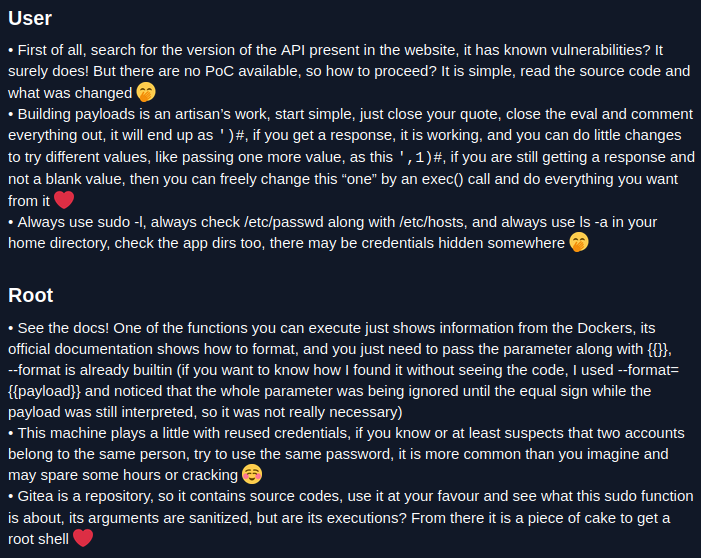 User
• First of all, search for the version of the API present in the website, it has known vulnerabilities? It
surely does! But there are no PoC available, so how to proceed? It is simple, read the source code and
what was changed 🤭
• Building payloads is an artisan’s work, start simple, just close your quote, close the eval and comment
everything out, it will end up as ')#, if you get a response, it is working, and you can do little changes
to try different values, like passing one more value, as this ',1)#, if you are still getting a response and
not a blank value, then you can freely change this “one” by an exec() call and do everything you want
from it ❤️
• Always use sudo -l, always check /etc/passwd along with /etc/hosts, and always use ls -a in your
home directory, check the app dirs too, there may be credentials hidden somewhere 🤭
Root
• See the docs! One of the functions you can execute just shows information from the Dockers, its
official documentation shows how to format, and you just need to pass the parameter along with {{}},
--format is already builtin (if you want to know how I found it without seeing the code, I used --format=
{{payload}} and noticed that the whole parameter was being ignored until the equal sign while the
payload was still interpreted, so it was not really necessary)
• This machine plays a little with reused credentials, if you know or at least suspects that two accounts
belong to the same person, try to use the same password, it is more common than you imagine and
may spare some hours or cracking ☺️
• Gitea is a repository, so it contains source codes, use it at your favour and see what this sudo function
is about, its arguments are sanitized, but are its executions? From there it is a piece of cake to get a
root shell ❤️